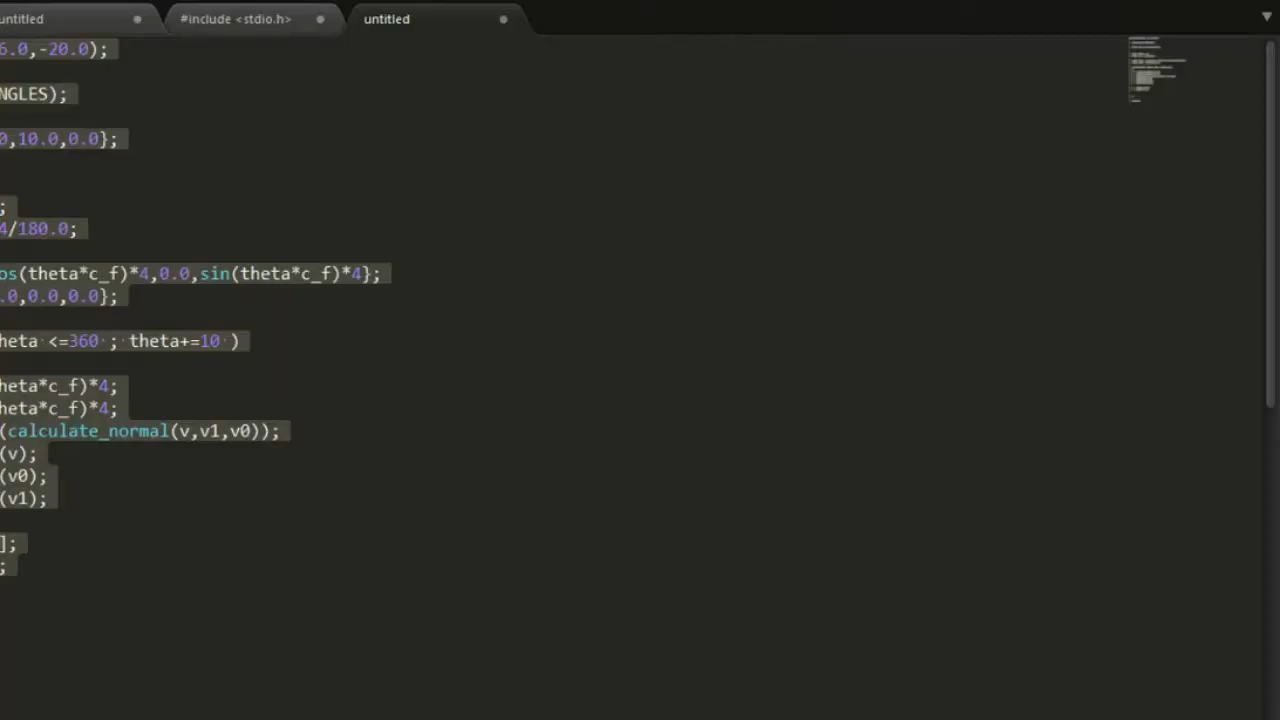 untitled
#include <stdio.h>
untitled
6.0,-20.0);
NGLES);
0,10.0,0.0};
;
4/180.0;
os(theta*c_f)*4,0.0,sin(theta*c_f)*4};
.0,0.0,0.0};
heta <=360 ; theta+=10 )
heta*c_f)*4;
heta*c_f)*4;
(calculate_normal(v,v1,v0));
(v);
(v0);
(v1);
];
;